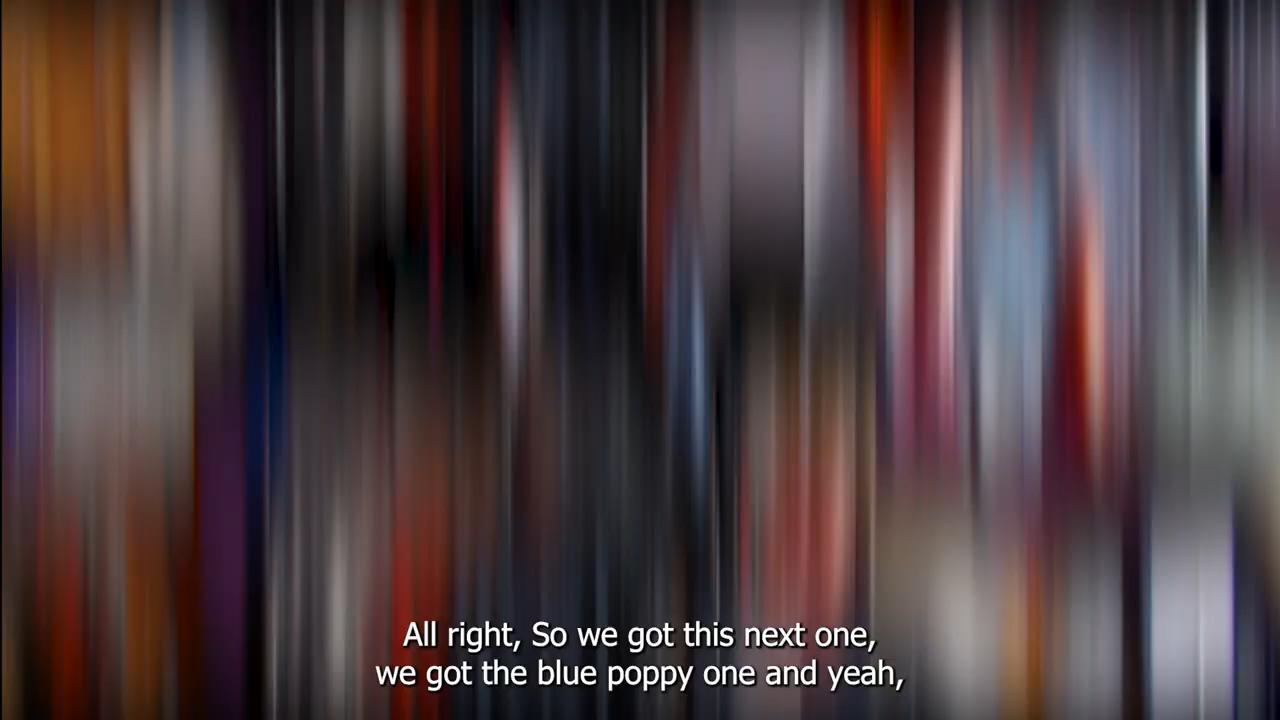 All right, So we got this next one,
we got the blue poppy one and yeah,